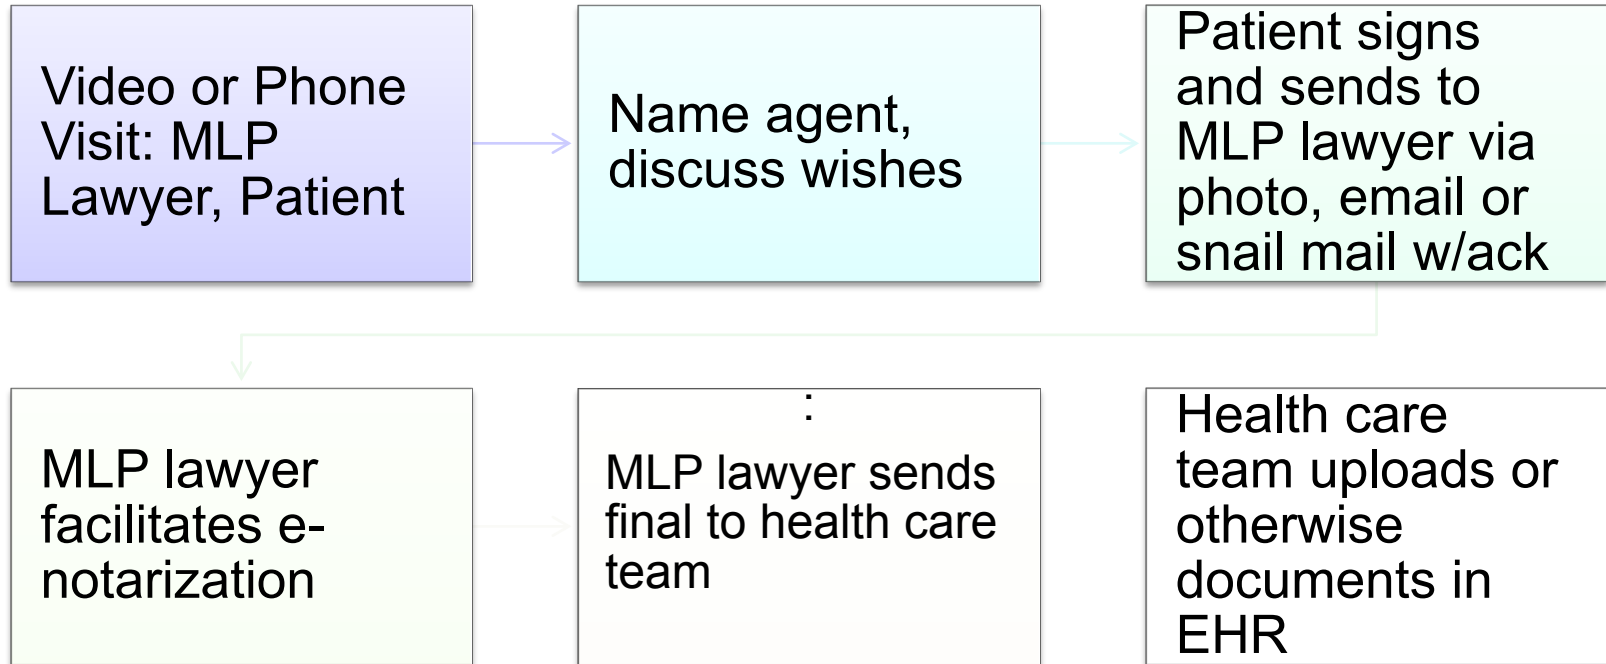 Video or Phone
Visit: MLP
Lawyer, Patient
Name agent,
discuss wishes
Patient signs
and sends to
MLP lawyer via
photo, email or
snail mail w/ack
MLP lawyer
facilitates e-
notarization
:
MLP lawyer sends
final to health care
team
Health care
team uploads or
otherwise
documents in
EHR